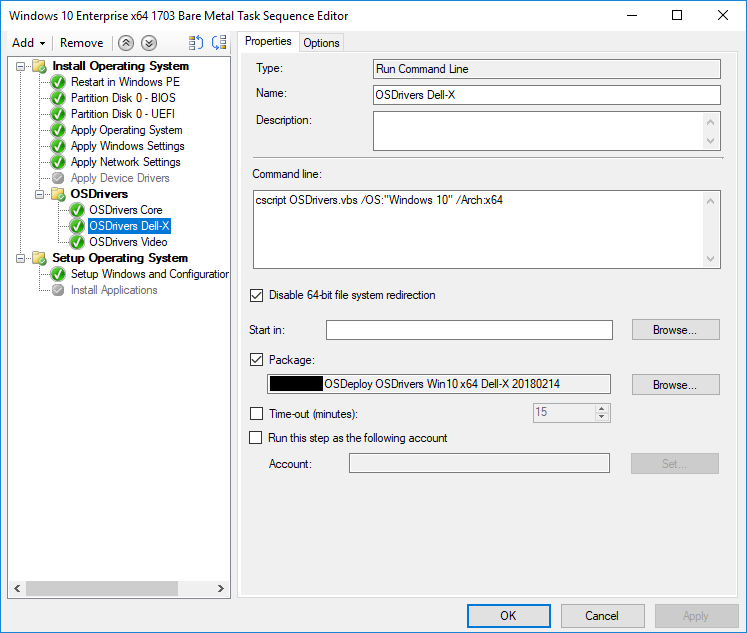 Windows 10 Enterprise x64 1703 Bare Metal Task Sequence Editor
Add
Remove
Install Operating System
Restart in Windows PE
Partition Disk 0 - BIOS
Partition Disk 0 - UEFI
Apply Operating System
Apply Windows Settings
Apply Network Settings
Apply Device Drivers
OSDrivers
OSDrivers Core
OSDrivers Dell-X
OSDrivers Video
Setup Operating System
Setup Windows and Configuration
Install Applications
Properties
Options
Type:
Run Command Line
Name:
OSDrivers Dell-X
Description:
Command line:
cscript OSDrivers.vbs /OS:"Windows 10" /Arch:x64
Disable 64-bit file system redirection
Start in:
Browse...
Package:
OSDeploy OSDrivers Win10 x64 Dell-X 20180214
Browse...
Time-out (minutes):
15
Run this step as the following account
Account:
Set...
OK
Cancel
Apply